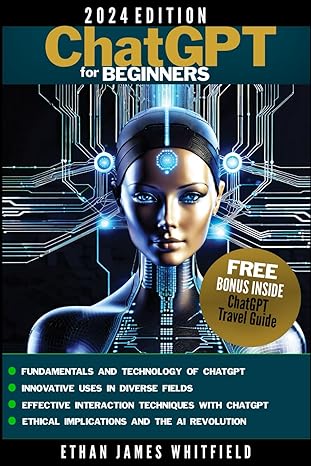 2024 EDITION
ChatGPT
for BEGINNERS
FREE
BONUS INSIDE
ChatGPT
Travel Guide
FUNDAMENTALS AND TECHNOLOGY OF CHATGPT
INNOVATIVE USES IN DIVERSE FIELDS
EFFECTIVE INTERACTION TECHNIQUES WITH CHATGPT
ETHICAL IMPLICATIONS AND THE AI REVOLUTION
ETHAN JAMES WHITFIELD